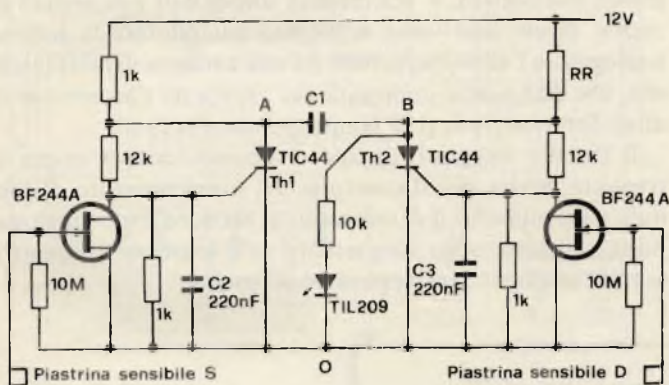 12V
1k
RR
A
C1
B
12k
TIC44
Th1
Th2
TIC44
12k
BF244A
BF244A
10k
10M
1k
C2
220nF
TIL209
C3
220nF
1k
10M
O
Piastrina sensibile S
Piastrina sensibile D